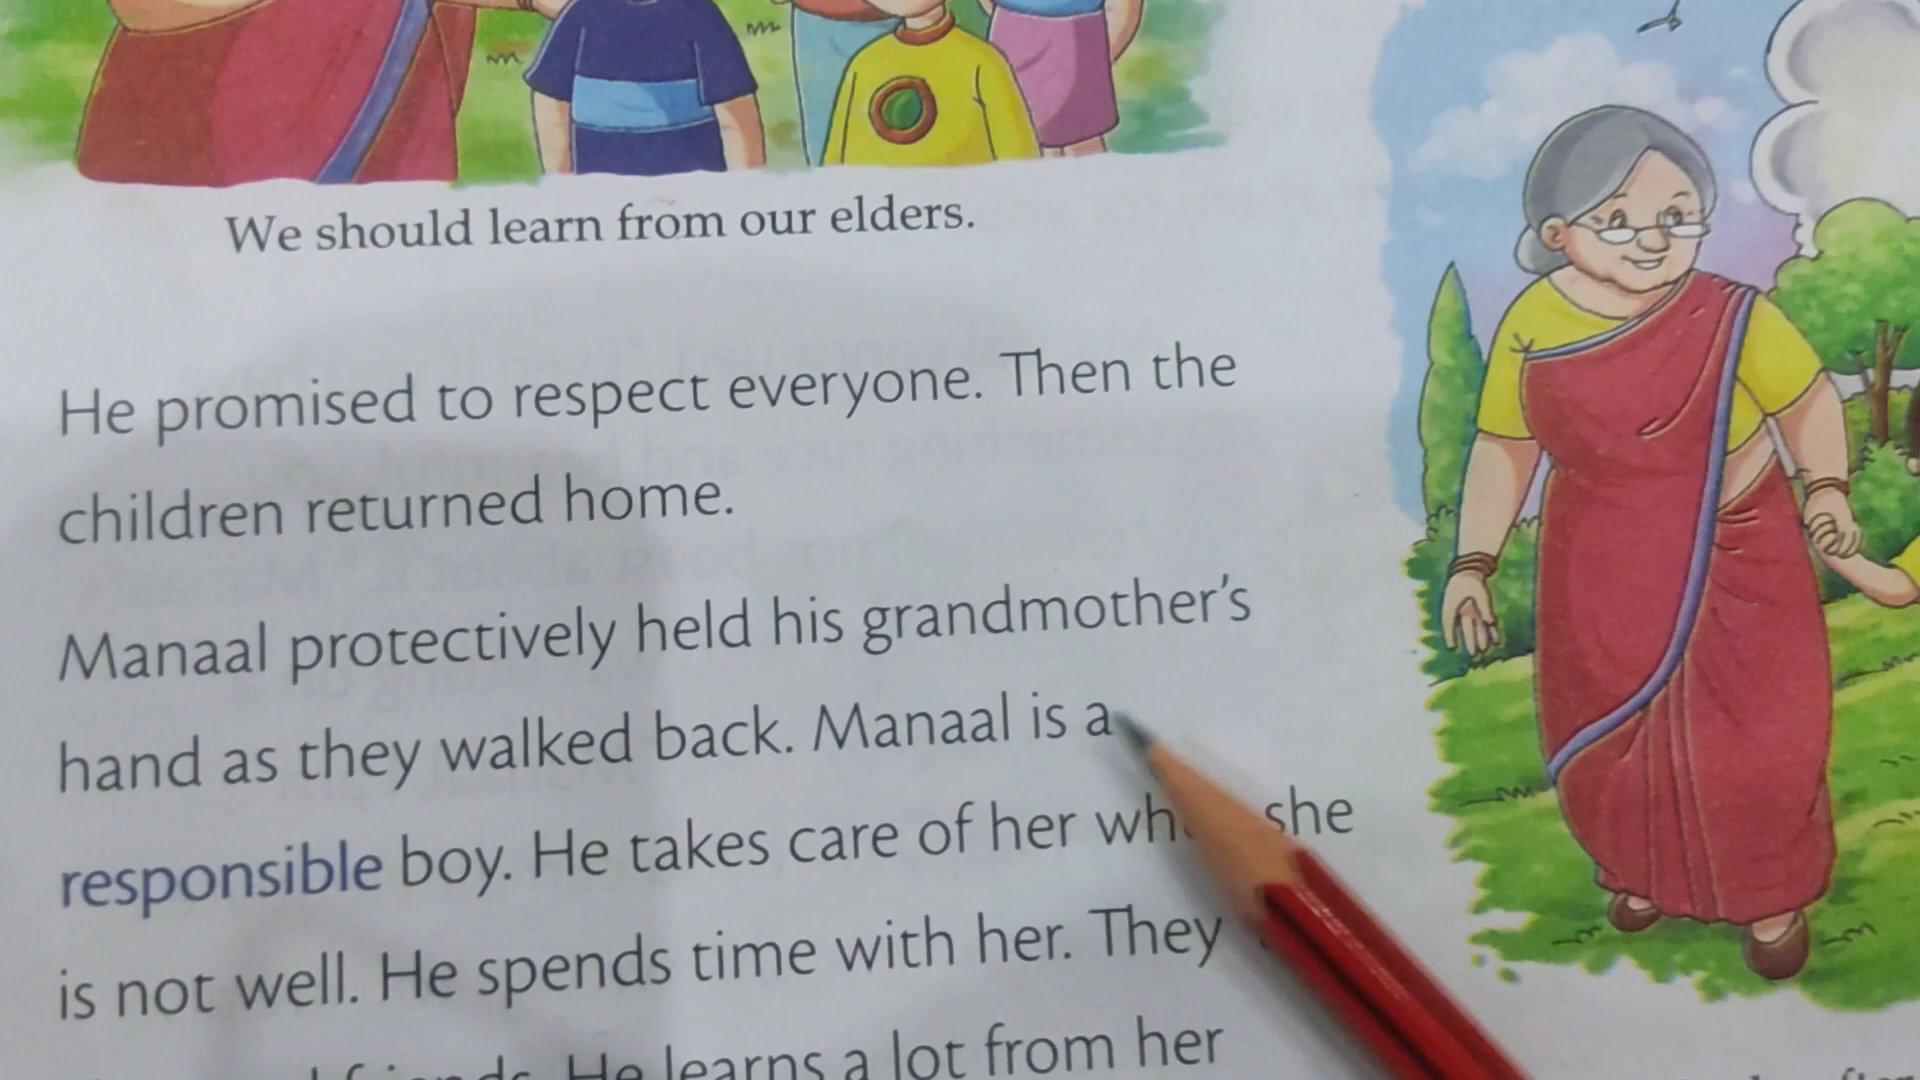 We should learn from our elders.
He promised to respect everyone. Then the
children returned home.
Manaal protectively held his grandmother's
hand as they walked back. Manaal is a
responsible boy. He takes care of her she
is not well. He spends time with her. They
He learns a lot from her